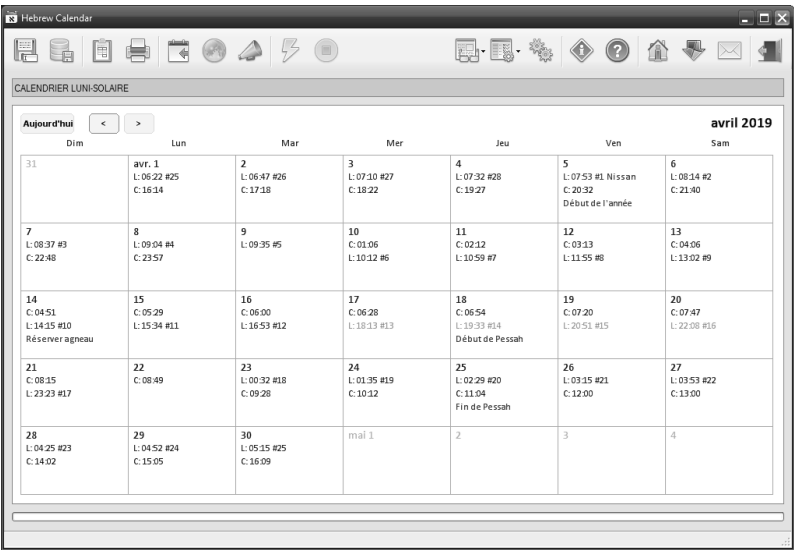 Hebrew Calendar
CALENDRIER LUNI-SOLAIRE
Aujourd'hui < > avril 2019
Dim Lun Mar Mer Jeu Ven Sam
31 avr. 1 2 3 4 5 6
L: 06:22 #25 L: 06:47 #26 L: 07:10 #27 L: 07:32 #28 L: 07:53 #1 Nissan L: 08:14 #2
C: 16:14 C: 17:18 C: 18:22 C: 19:27 C: 20:32 C: 21:40
Début de l'année
7 8 9 10 11 12 13
L: 08:37 #3 L: 09:04 #4 L: 09:35 #5 C: 01:06 C: 02:12 C: 03:13 C: 04:06
C: 22:48 C: 23:57 L: 10:12 #6 L: 10:59 #7 L: 11:55 #8 L: 13:02 #9
14 15 16 17 18 19 20
C: 04:51 C: 05:29 C: 06:00 C: 06:28 C: 06:54 C: 07:20 C: 07:47
L: 14:15 #10 L: 15:34 #11 L: 16:53 #12 L: 18:13 #13 L: 19:33 #14 L: 20:51 #15 L: 22:08 #16
Réserver agneau Début de Pessah
21 22 23 24 25 26 27
C: 08:15 C: 08:49 L: 00:32 #18 L: 01:35 #19 L: 02:29 #20 L: 03:15 #21 L: 03:53 #22
L: 23:23 #17 C: 09:28 C: 10:12 C: 11:04 C: 12:00 C: 13:00
Fin de Pessah
28 29 30 mai 1 2 3 4
L: 04:25 #23 L: 04:52 #24 L: 05:15 #25
C: 14:02 C: 15:05 C: 16:09